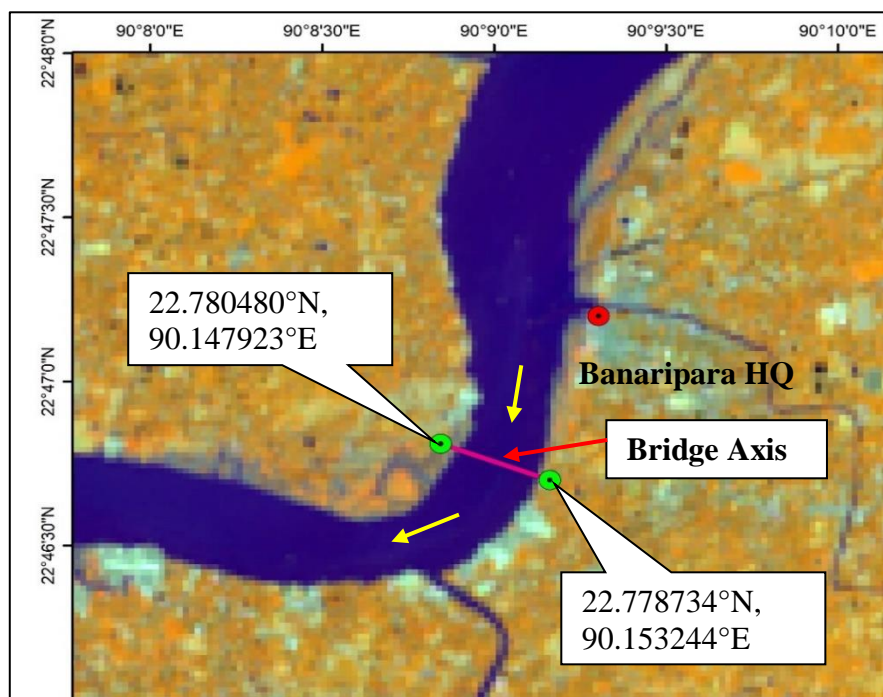 90°8'0"E 90°8'30"E 90°9'0"E 90°9'30"E 90°10'0"E
22°48'0"N
22°47'30"N
22.780480°N,
90.147923°E
22°47'0"N
Banaripara HQ
Bridge Axis
22°46'30"N
22.778734°N,
90.153244°E